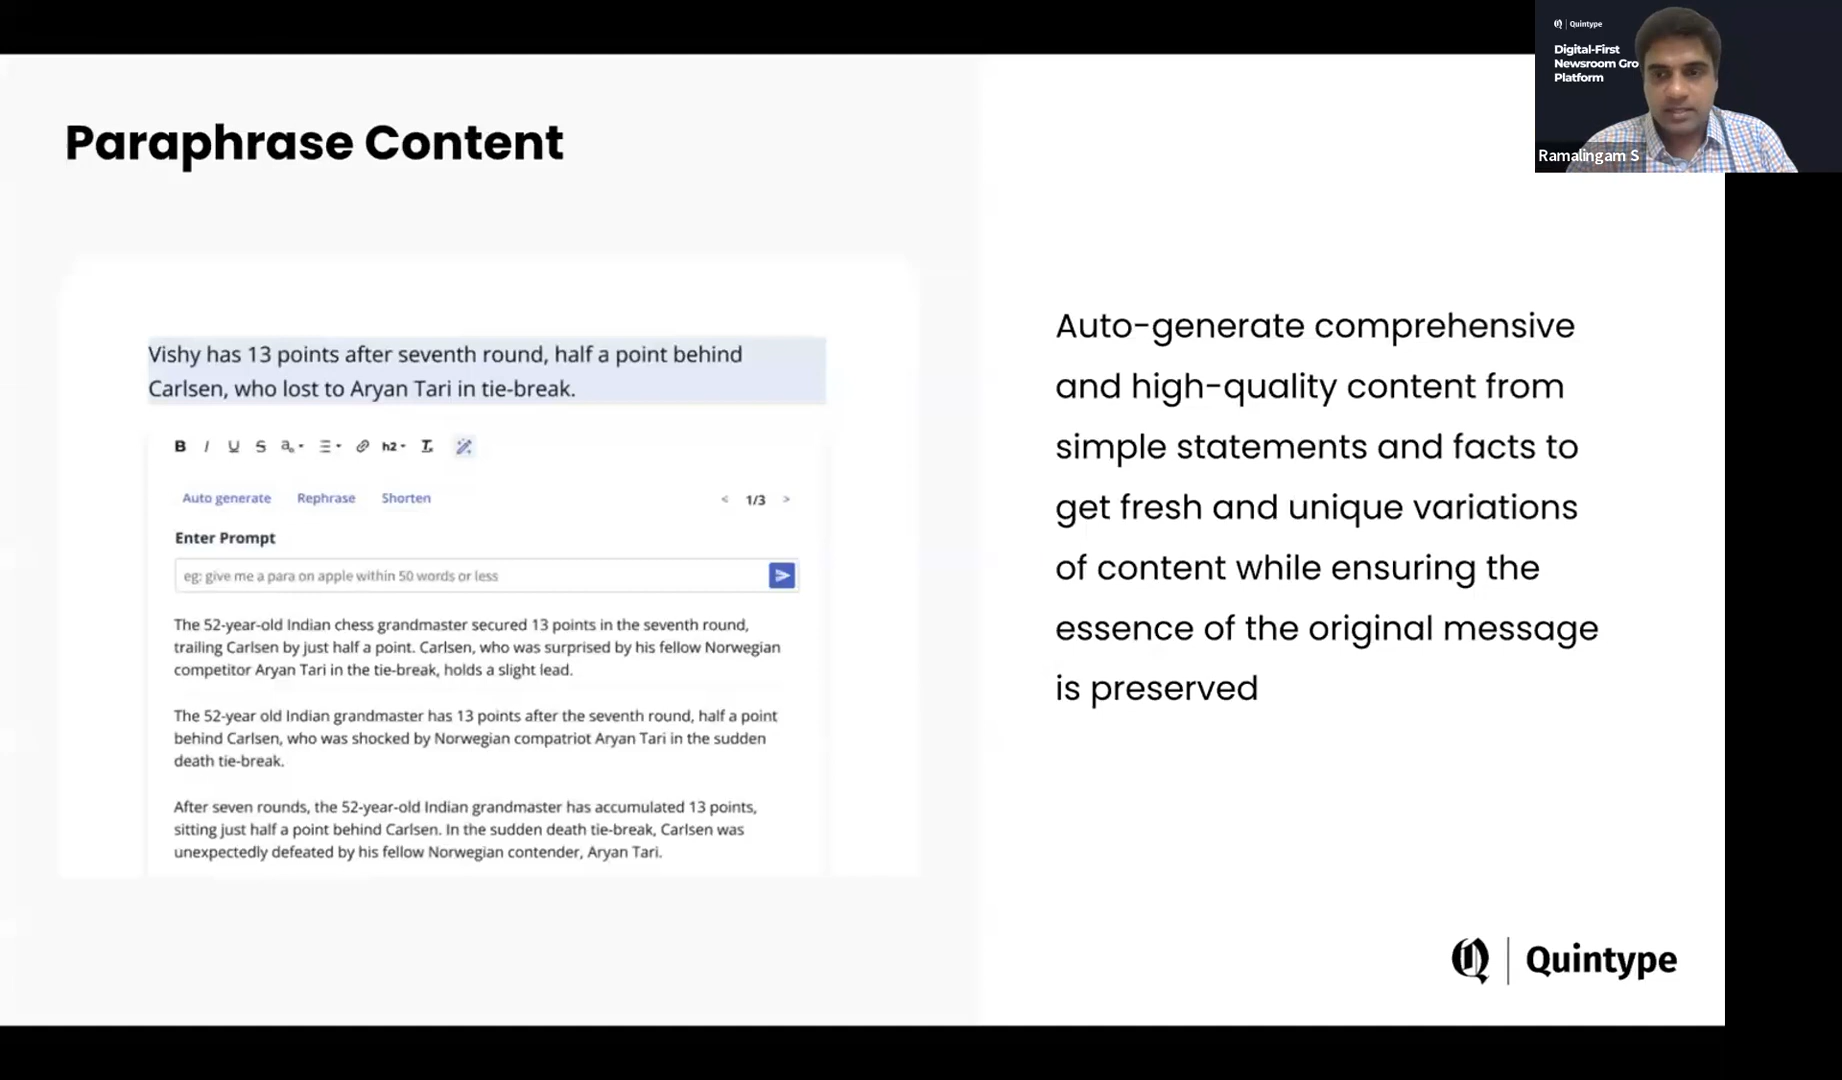 Quintype
Digital-First
Newsroom Gro
Platform
Ramalingam S
Paraphrase Content
Vishy has 13 points after seventh round, half a point behind
Carlsen, who lost to Aryan Tari in tie-break.
B I U S a h2 T
Auto generate Rephrase Shorten < 1/3 >
Enter Prompt
eg: give me a para on apple within 50 words or less
The 52-year-old Indian chess grandmaster secured 13 points in the seventh round,
trailing Carlsen by just half a point. Carlsen, who was surprised by his fellow Norwegian
competitor Aryan Tari in the tie-break, holds a slight lead.
The 52-year old Indian grandmaster has 13 points after the seventh round, half a point
behind Carlsen, who was shocked by Norwegian compatriot Aryan Tari in the sudden
death tie-break.
After seven rounds, the 52-year-old Indian grandmaster has accumulated 13 points,
sitting just half a point behind Carlsen. In the sudden death tie-break, Carlsen was
unexpectedly defeated by his fellow Norwegian contender, Aryan Tari.
Auto-generate comprehensive
and high-quality content from
simple statements and facts to
get fresh and unique variations
of content while ensuring the
essence of the original message
is preserved
Quintype